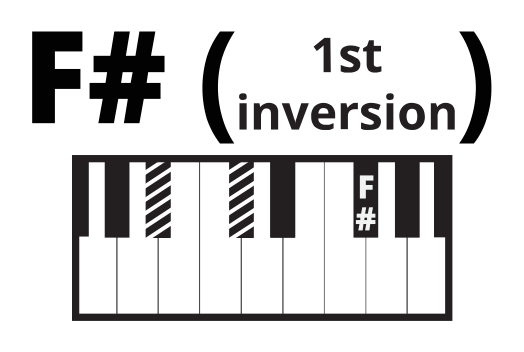 F# (1st
inversion)
F
#